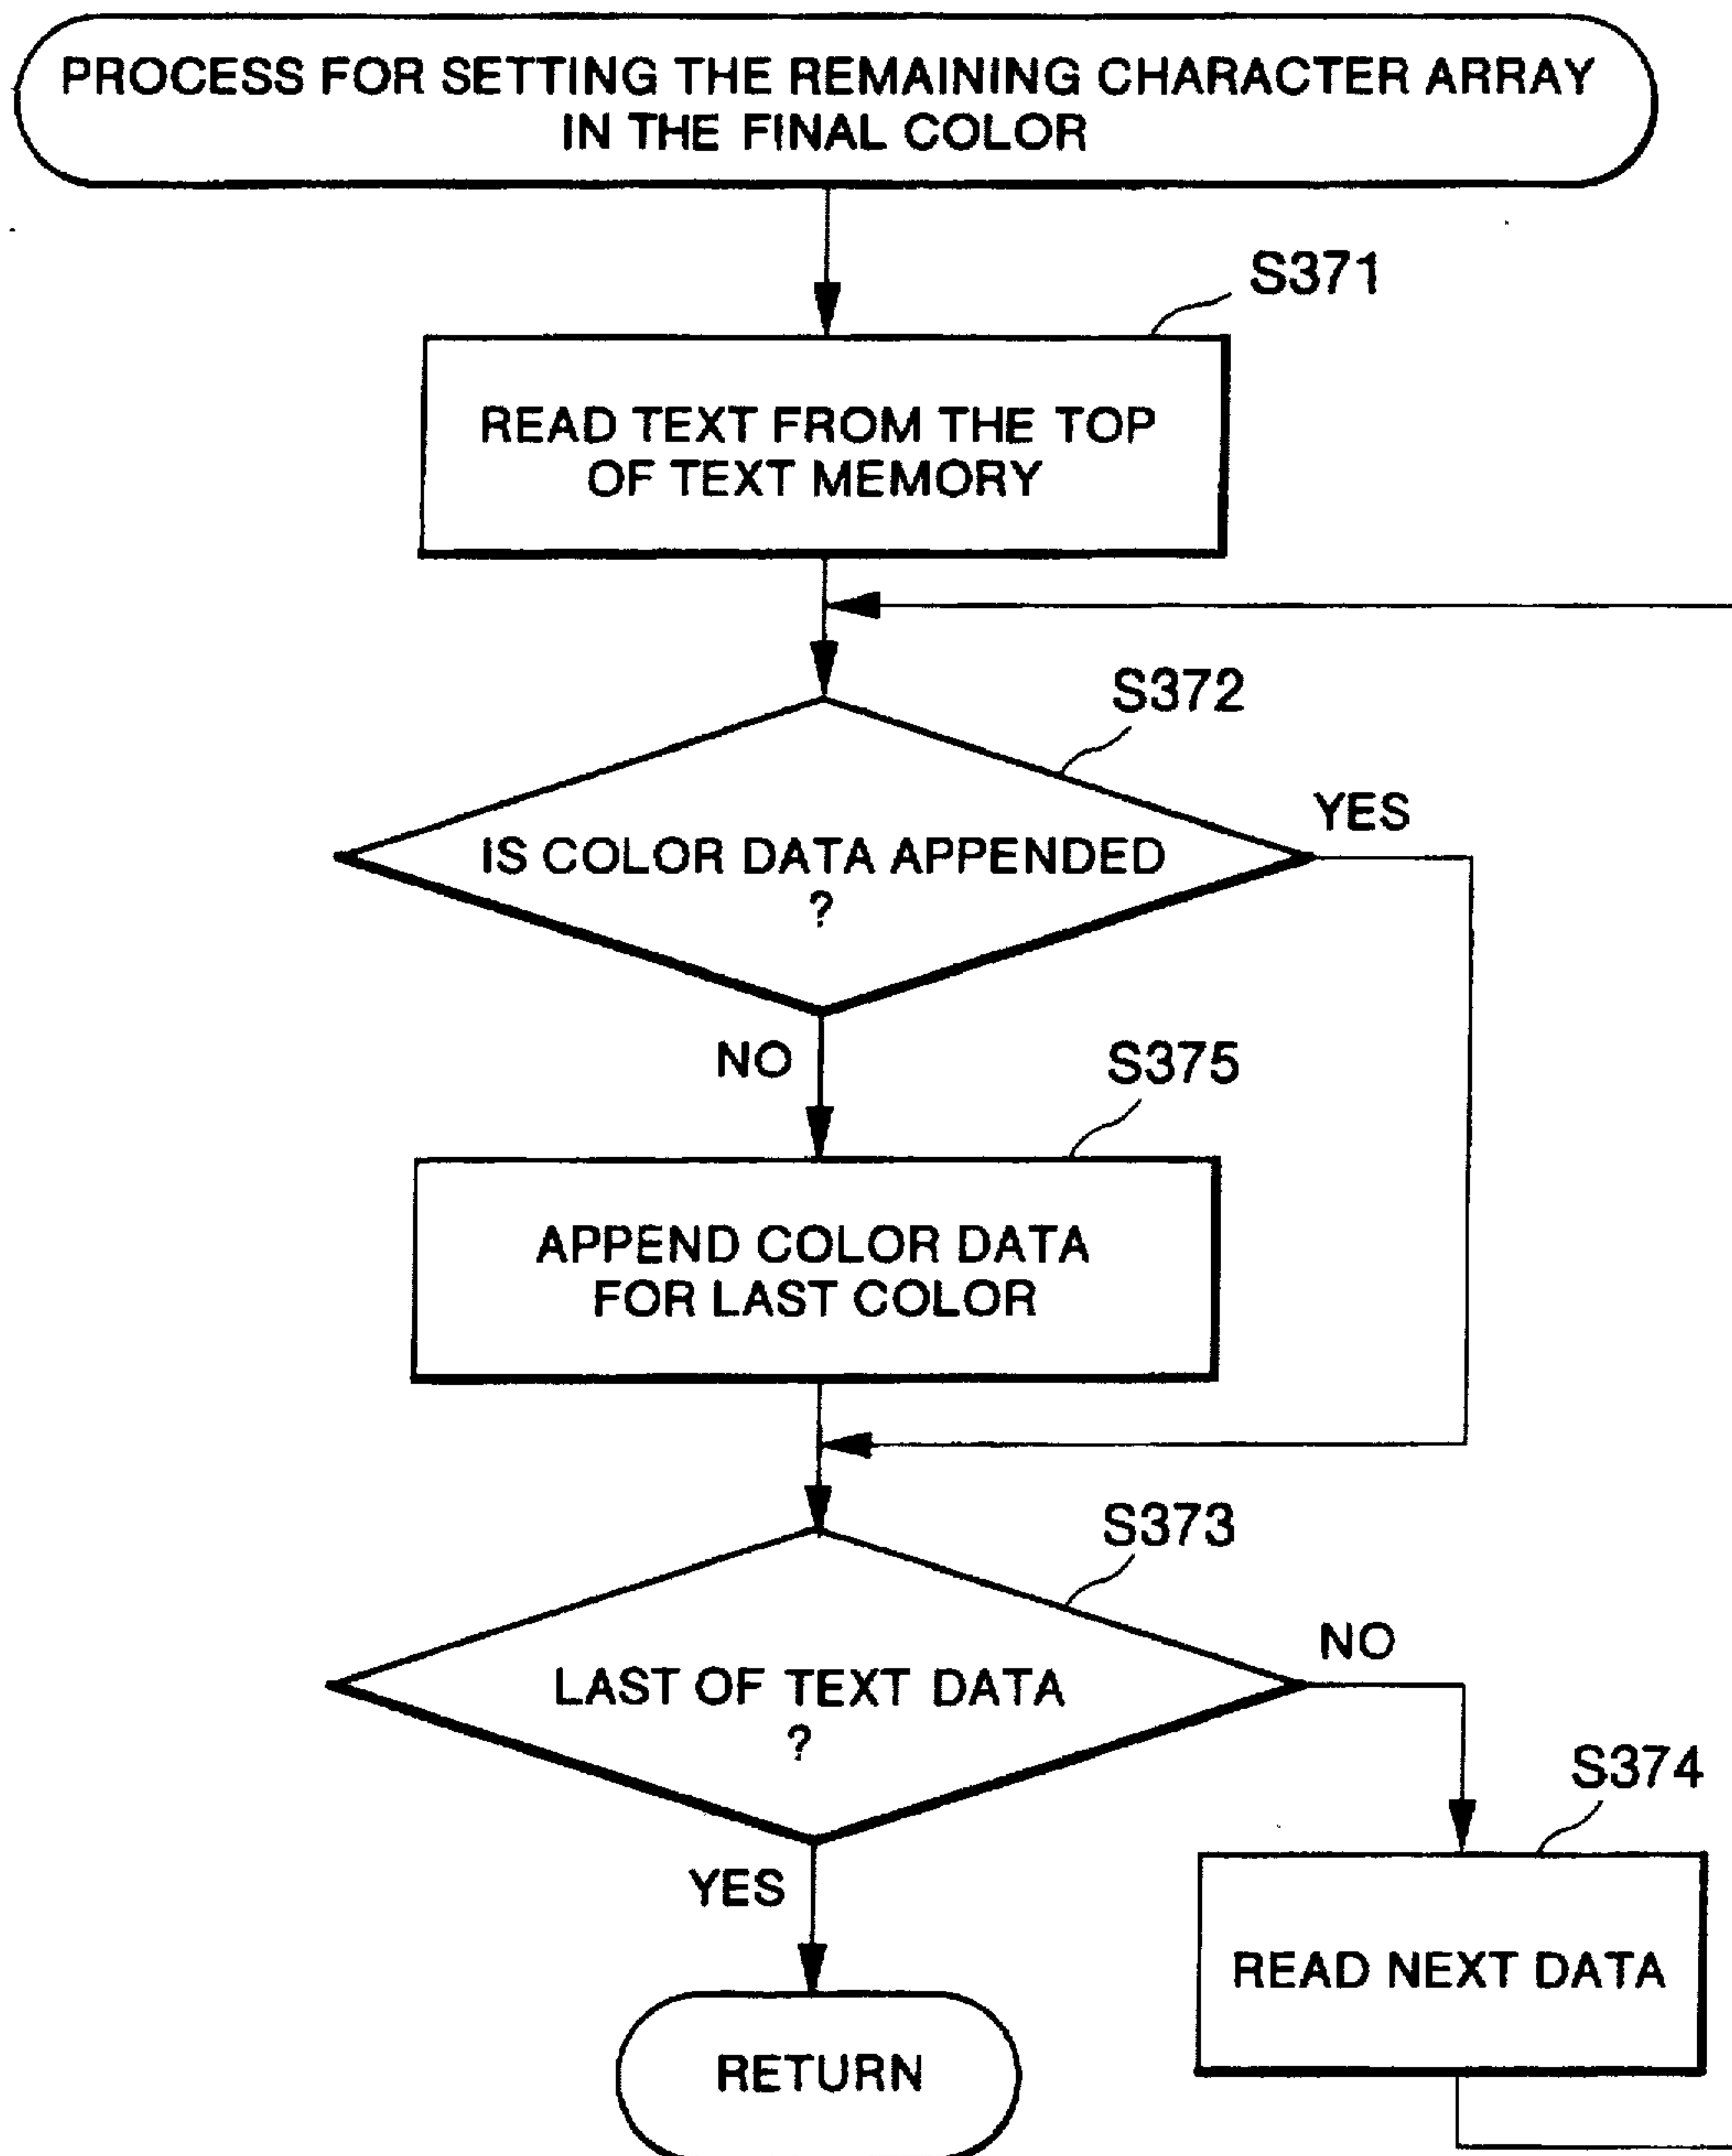 PROCESS FOR SETTING THE REMAINING CHARACTER ARRAY
IN THE FINAL COLOR
S371
READ TEXT FROM THE TOP
OF TEXT MEMORY
S372
IS COLOR DATA APPENDED
?
YES
NO
S375
APPEND COLOR DATA
FOR LAST COLOR
S373
LAST OF TEXT DATA
?
NO
S374
YES
READ NEXT DATA
RETURN